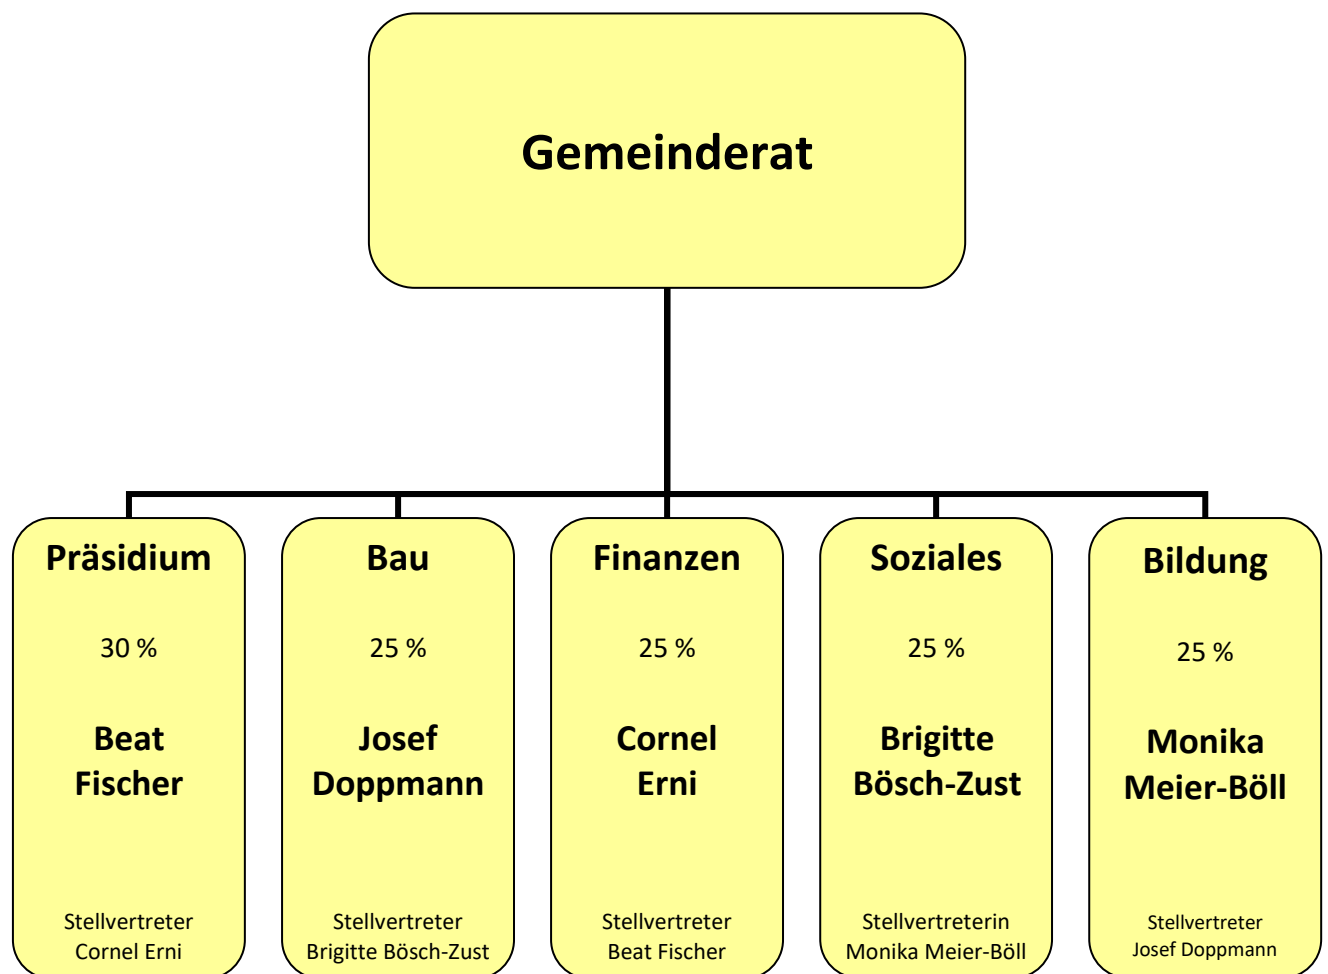 Gemeinderat
Präsidium
30 %
Beat
Fischer
Stellvertreter
Cornel Erni
Bau
25 %
Josef
Doppmann
Stellvertreter
Brigitte Bösch-Zust
Finanzen
25 %
Cornel
Erni
Stellvertreter
Beat Fischer
Soziales
25 %
Brigitte
Bösch-Zust
Stellvertreterin
Monika Meier-Böll
Bildung
25 %
Monika
Meier-Böll
Stellvertreter
Josef Doppmann